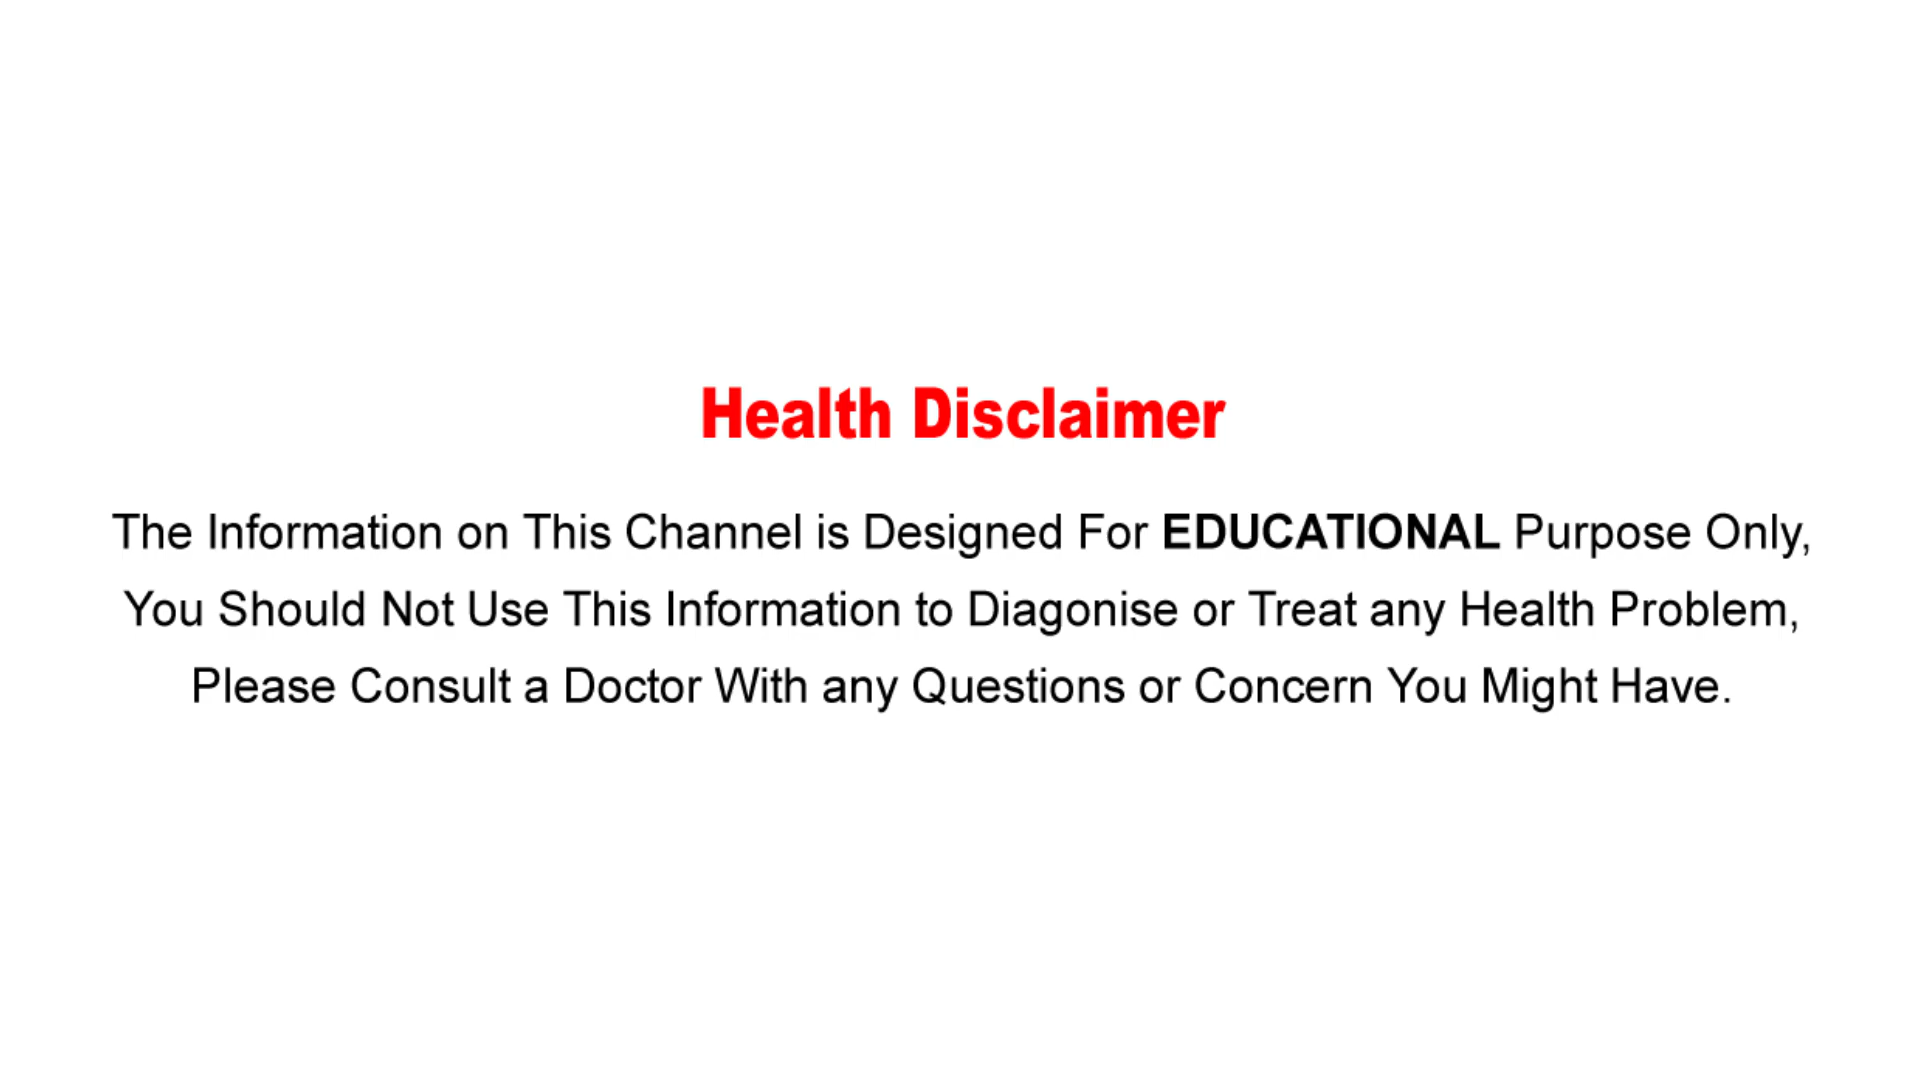 Health Disclaimer
The Information on This Channel is Designed For EDUCATIONAL Purpose Only,
You Should Not Use This Information to Diagonise or Treat any Health Problem,
Please Consult a Doctor With any Questions or Concern You Might Have.